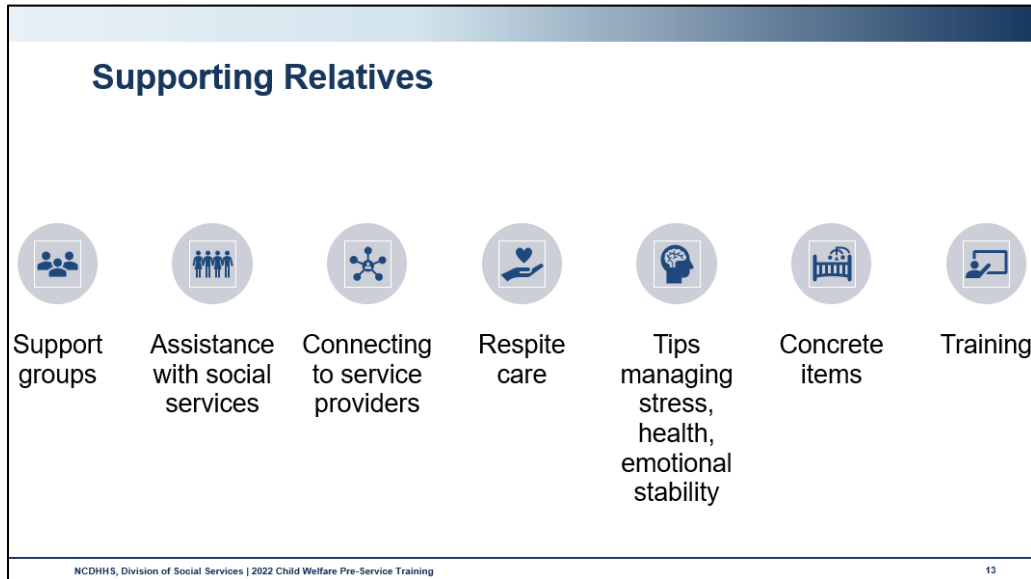 Supporting Relatives
Support
groups
Assistance
with social
services
Connecting
to service
providers
Respite
care
Tips
managing
stress,
health,
emotional
stability
Concrete
items
Training
NCDHHS, Division of Social Services | 2022 Child Welfare Pre-Service Training
13